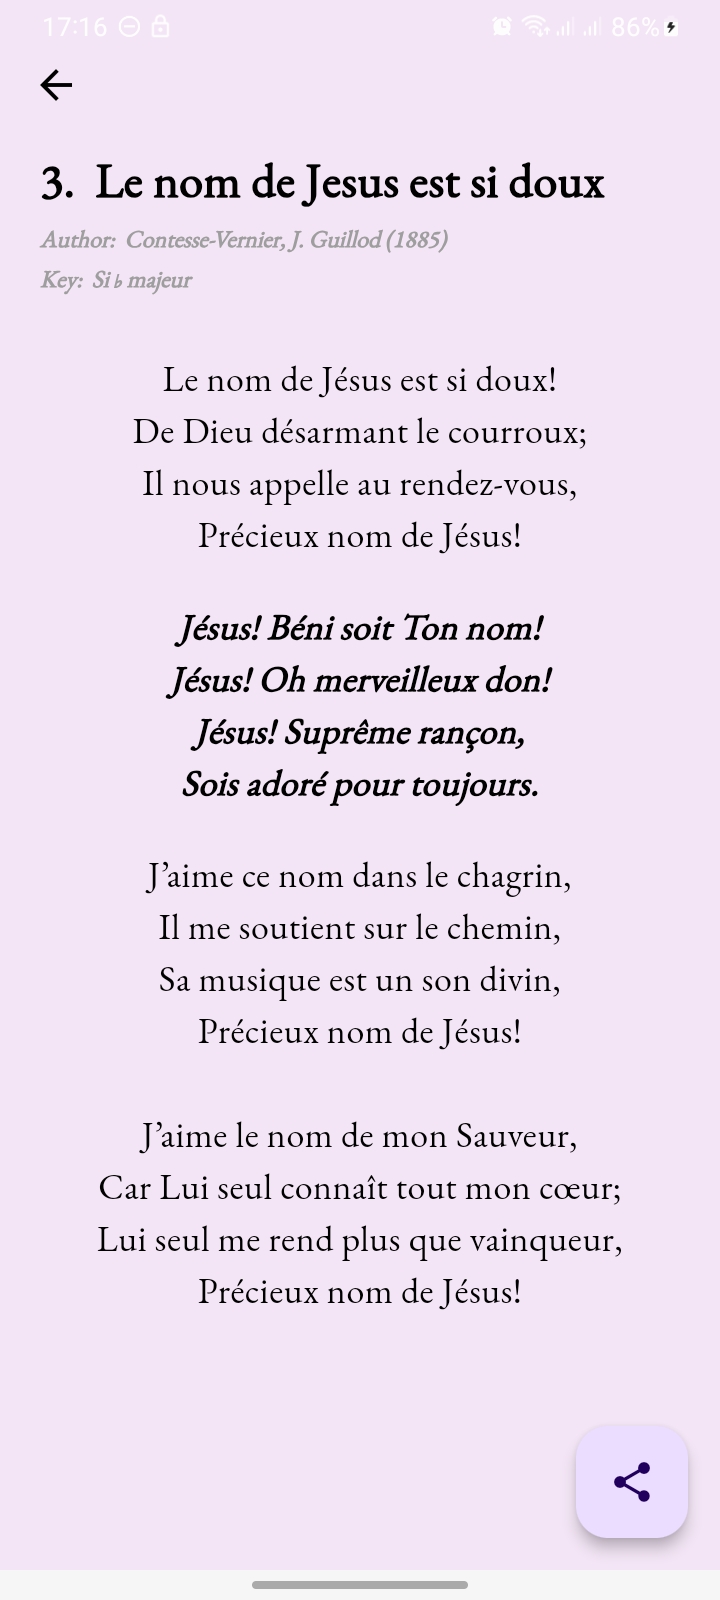 17:16
86%
3. Le nom de Jesus est si doux
Author: Contesse-Vernier, J. Guillod (1885)
Key: Si ♭ majeur
Le nom de Jésus est si doux!
De Dieu désarmant le courroux;
Il nous appelle au rendez-vous,
Précieux nom de Jésus!
Jésus! Béni soit Ton nom!
Jésus! Oh merveilleux don!
Jésus! Suprême rançon,
Sois adoré pour toujours.
J’aime ce nom dans le chagrin,
Il me soutient sur le chemin,
Sa musique est un son divin,
Précieux nom de Jésus!
J’aime le nom de mon Sauveur,
Car Lui seul connaît tout mon cœur;
Lui seul me rend plus que vainqueur,
Précieux nom de Jésus!